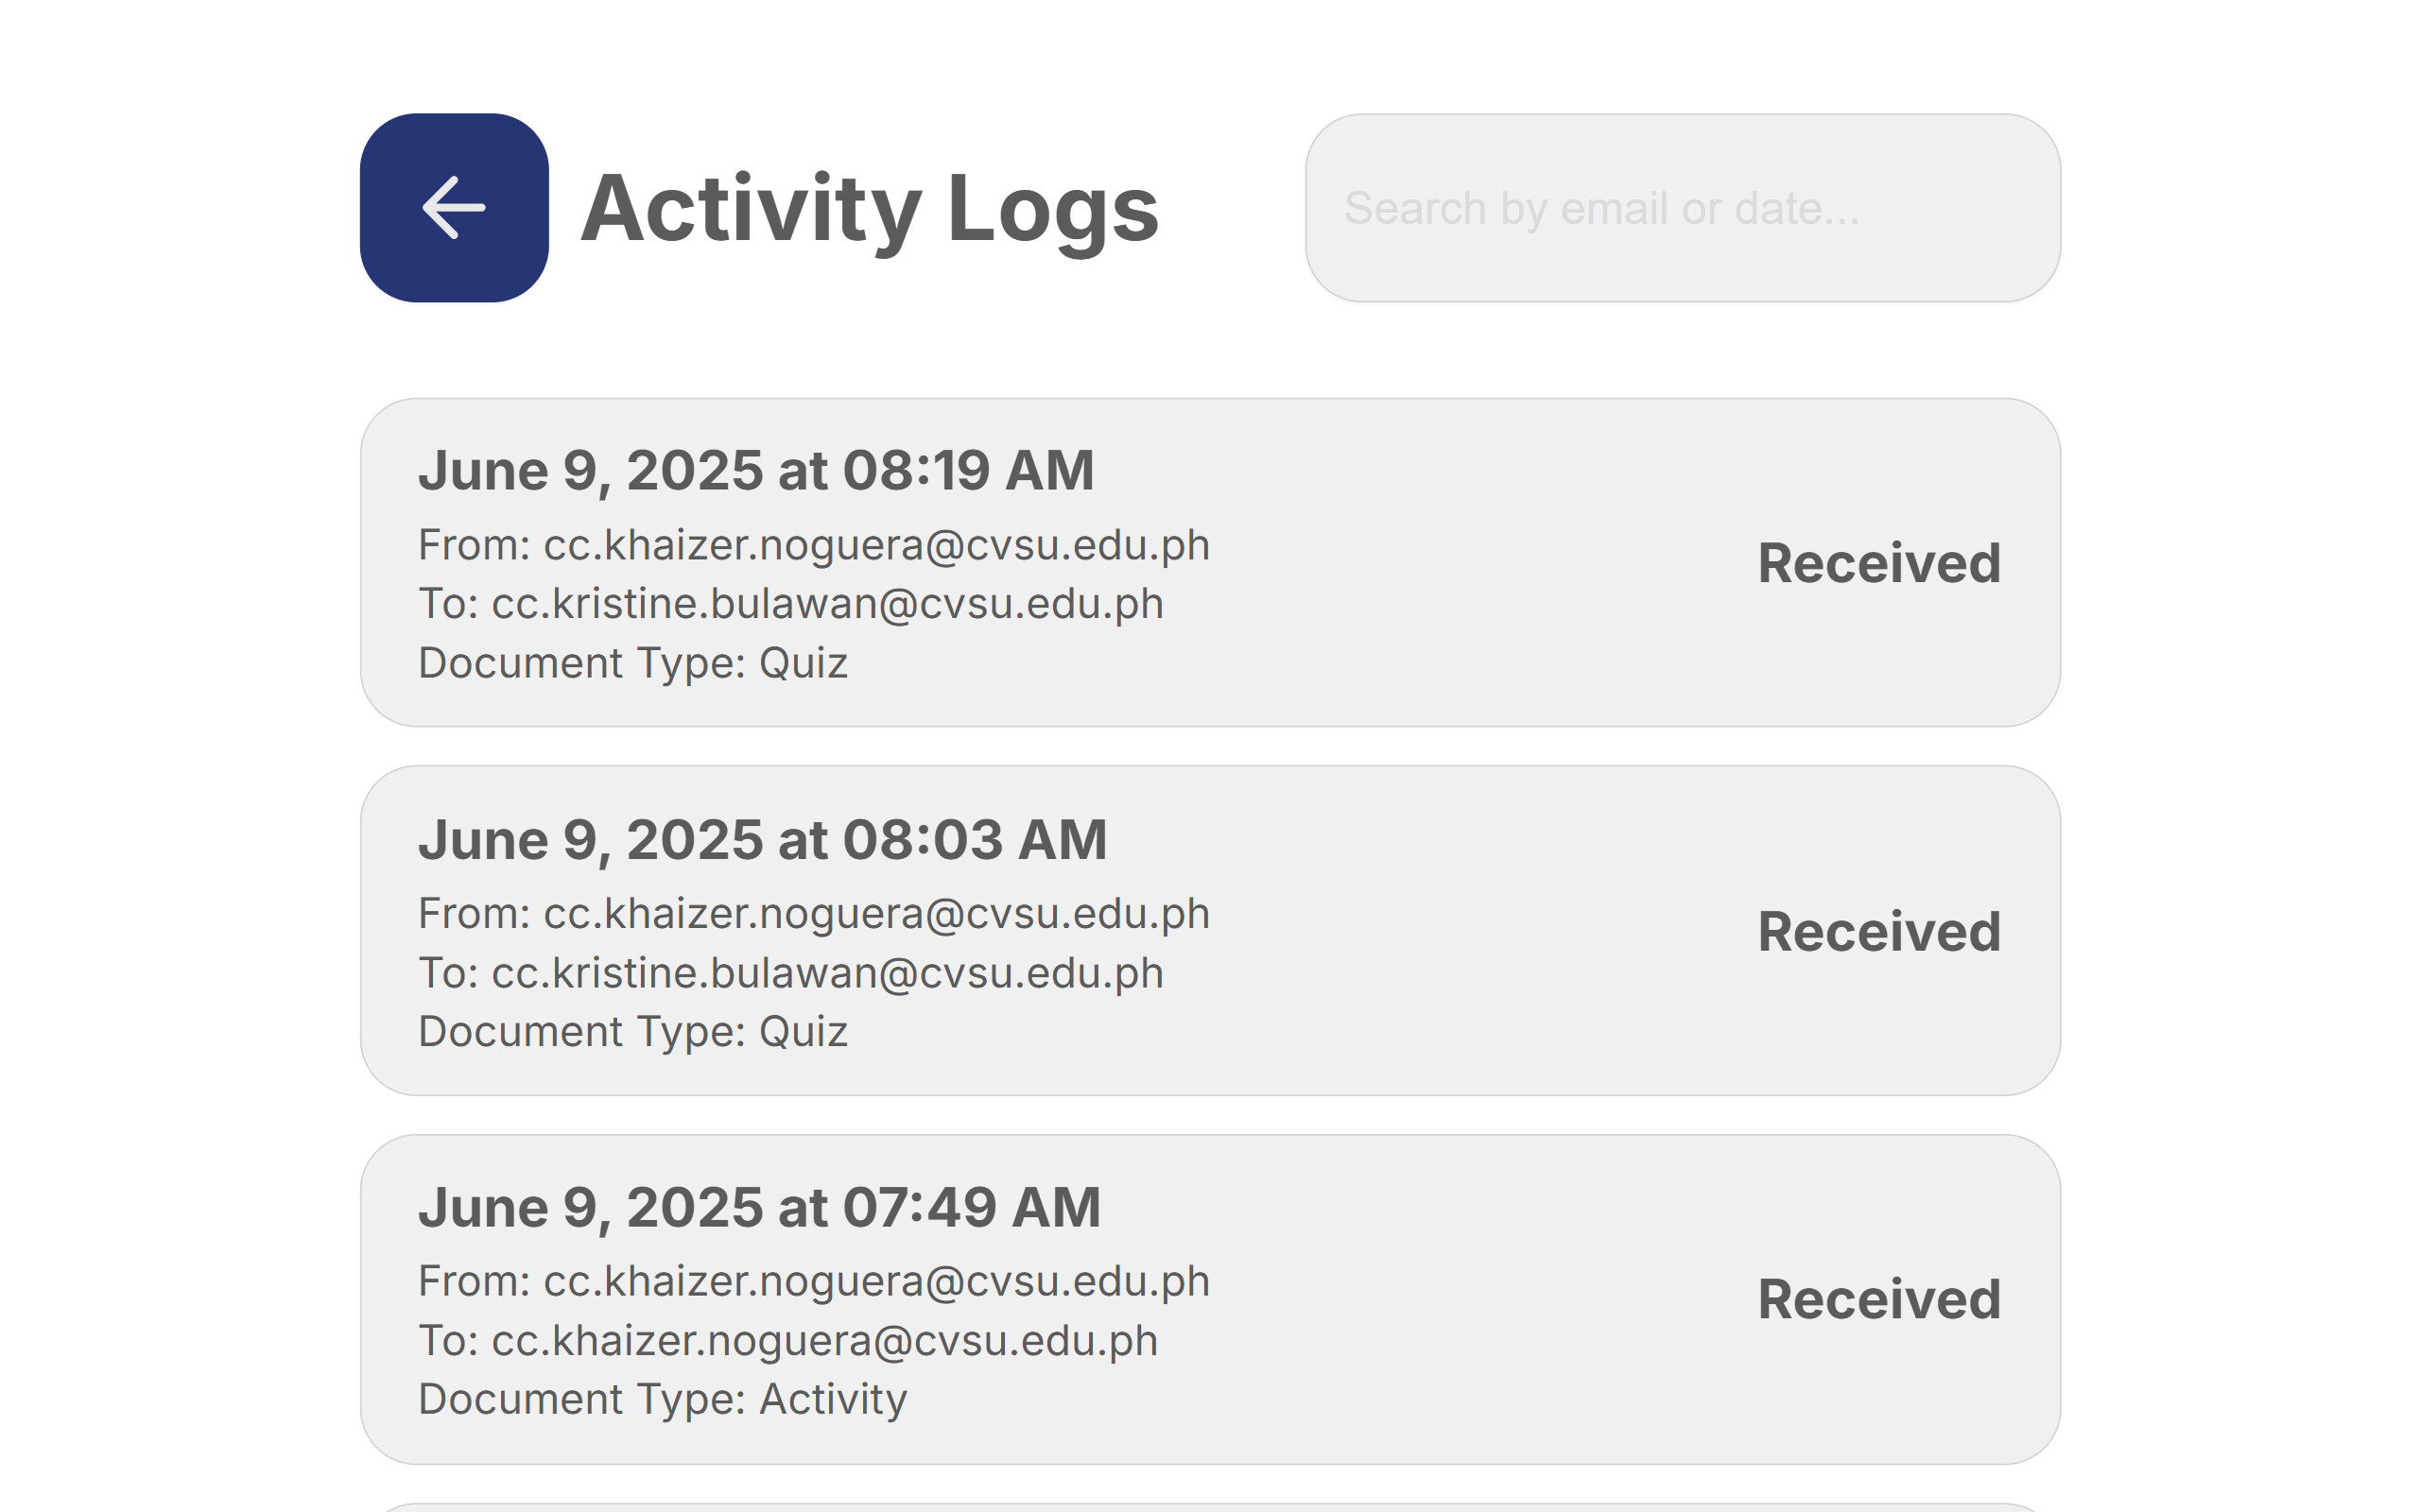 Activity Logs
Search by email or date...
June 9, 2025 at 08:19 AM
From: cc.khaizer.noguera@cvsu.edu.ph
To: cc.kristine.bulawan@cvsu.edu.ph
Document Type: Quiz
Received
June 9, 2025 at 08:03 AM
From: cc.khaizer.noguera@cvsu.edu.ph
To: cc.kristine.bulawan@cvsu.edu.ph
Document Type: Quiz
Received
June 9, 2025 at 07:49 AM
From: cc.khaizer.noguera@cvsu.edu.ph
To: cc.khaizer.noguera@cvsu.edu.ph
Document Type: Activity
Received